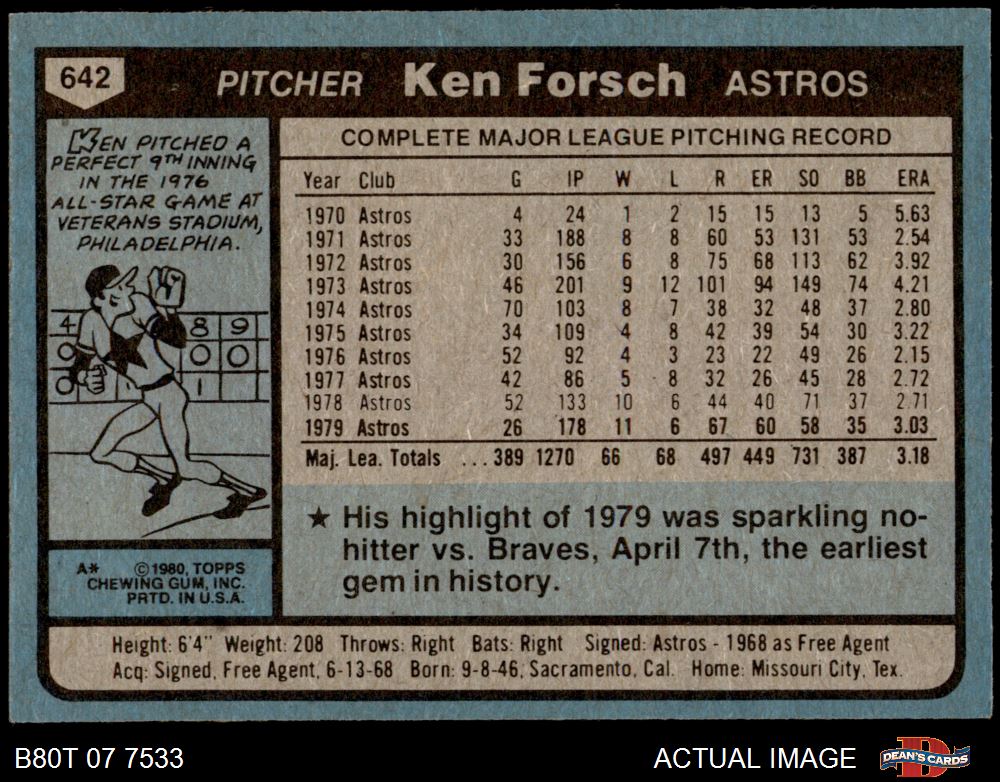 642
PITCHER Ken Forsch ASTROS
KEN PITCHED A
PERFECT 9TH INNING
IN THE 1976
ALL-STAR GAME AT
VETERANS STADIUM,
PHILADELPHIA.
4 8 9
0 0 0
0 1
COMPLETE MAJOR LEAGUE PITCHING RECORD
Year Club G IP W L R ER SO BB ERA
1970 Astros 4 24 1 2 15 15 13 5 5.63
1971 Astros 33 188 8 8 60 53 131 53 2.54
1972 Astros 30 156 6 8 75 68 113 62 3.92
1973 Astros 46 201 9 12 101 94 149 74 4.21
1974 Astros 70 103 8 7 38 32 48 37 2.80
1975 Astros 34 109 4 8 42 39 54 30 3.22
1976 Astros 52 92 4 3 23 22 49 26 2.15
1977 Astros 42 86 5 8 32 26 45 28 2.72
1978 Astros 52 133 10 6 44 40 71 37 2.71
1979 Astros 26 178 11 6 67 60 58 35 3.03
Maj. Lea. Totals ... 389 1270 66 68 497 449 731 387 3.18
★ His highlight of 1979 was sparkling no-
hitter vs. Braves, April 7th, the earliest
gem in history.
A* ©1980, TOPPS
CHEWING GUM, INC.
PRTD. IN U.S.A.
Height: 6'4" Weight: 208 Throws: Right Bats: Right Signed: Astros - 1968 as Free Agent
Acq: Signed, Free Agent, 6-13-68 Born: 9-8-46, Sacramento, Cal. Home: Missouri City, Tex.
B80T 07 7533 ACTUAL IMAGE DEAN'S CARDS